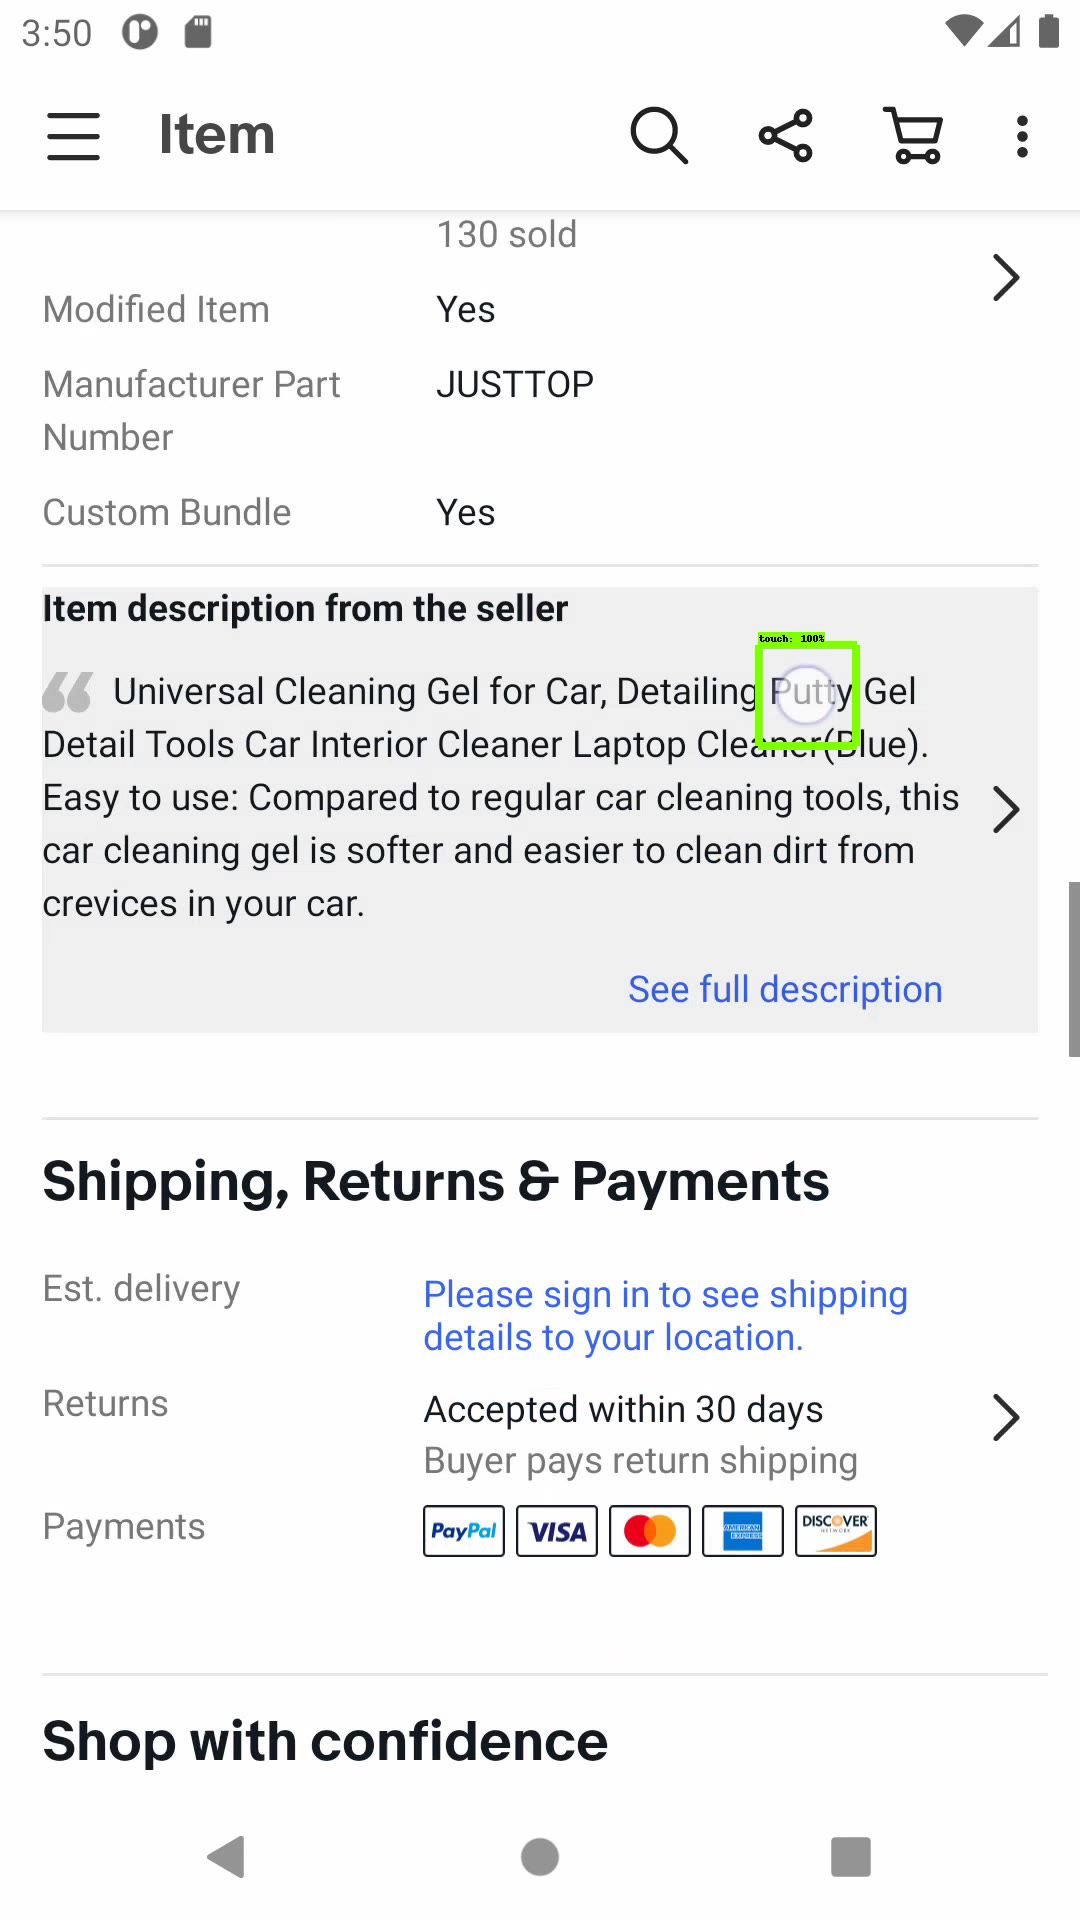 3:50
Item
130 sold
Modified Item Yes
Manufacturer Part Number JUSTTOP
Custom Bundle Yes
Item description from the seller
touch: 100%
“ Universal Cleaning Gel for Car, Detailing Putty Gel
Detail Tools Car Interior Cleaner Laptop Cleaner(Blue).
Easy to use: Compared to regular car cleaning tools, this
car cleaning gel is softer and easier to clean dirt from
crevices in your car.
See full description
Shipping, Returns & Payments
Est. delivery Please sign in to see shipping
details to your location.
Returns Accepted within 30 days
Buyer pays return shipping
Payments PayPal VISA AMERICAN EXPRESS DISCOVER NETWORK
Shop with confidence